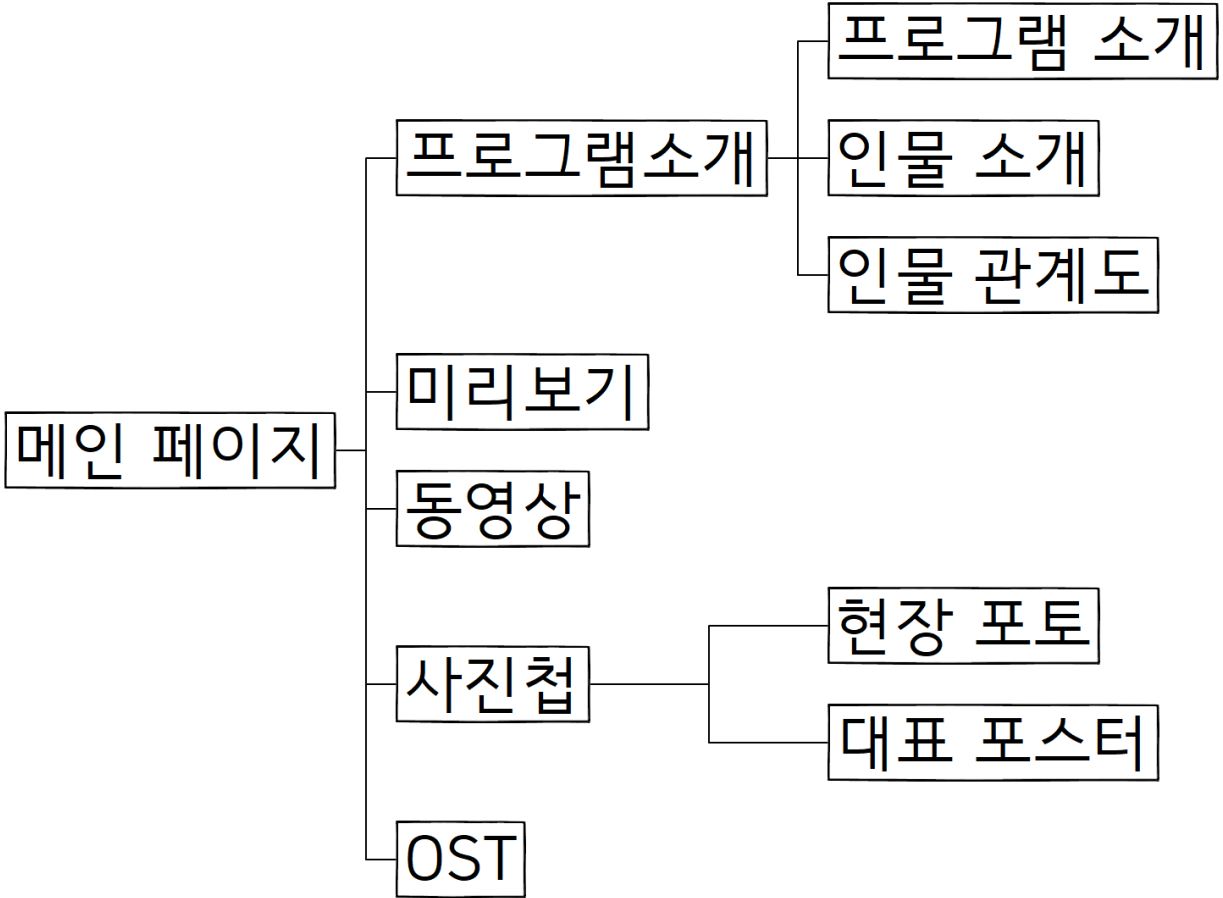 메인 페이지
프로그램소개
프로그램 소개
인물 소개
인물 관계도
미리보기
동영상
사진첩
현장 포토
대표 포스터
OST